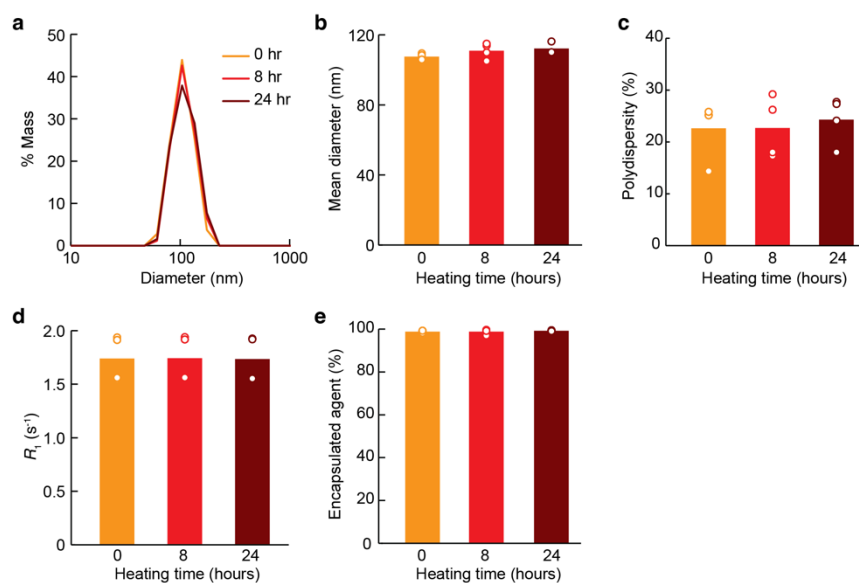 a
50
40
30
20
10
0
% Mass
10
100
1000
Diameter (nm)
0 hr
8 hr
24 hr
b
120
80
40
0
Mean diameter (nm)
0
8
24
Heating time (hours)
c
40
30
20
10
0
Polydispersity (%)
0
8
24
Heating time (hours)
d
2.0
1.5
1.0
0.5
0
R1 (s-1)
0
8
24
Heating time (hours)
e
100
80
60
40
20
0
Encapsulated agent (%)
0
8
24
Heating time (hours)